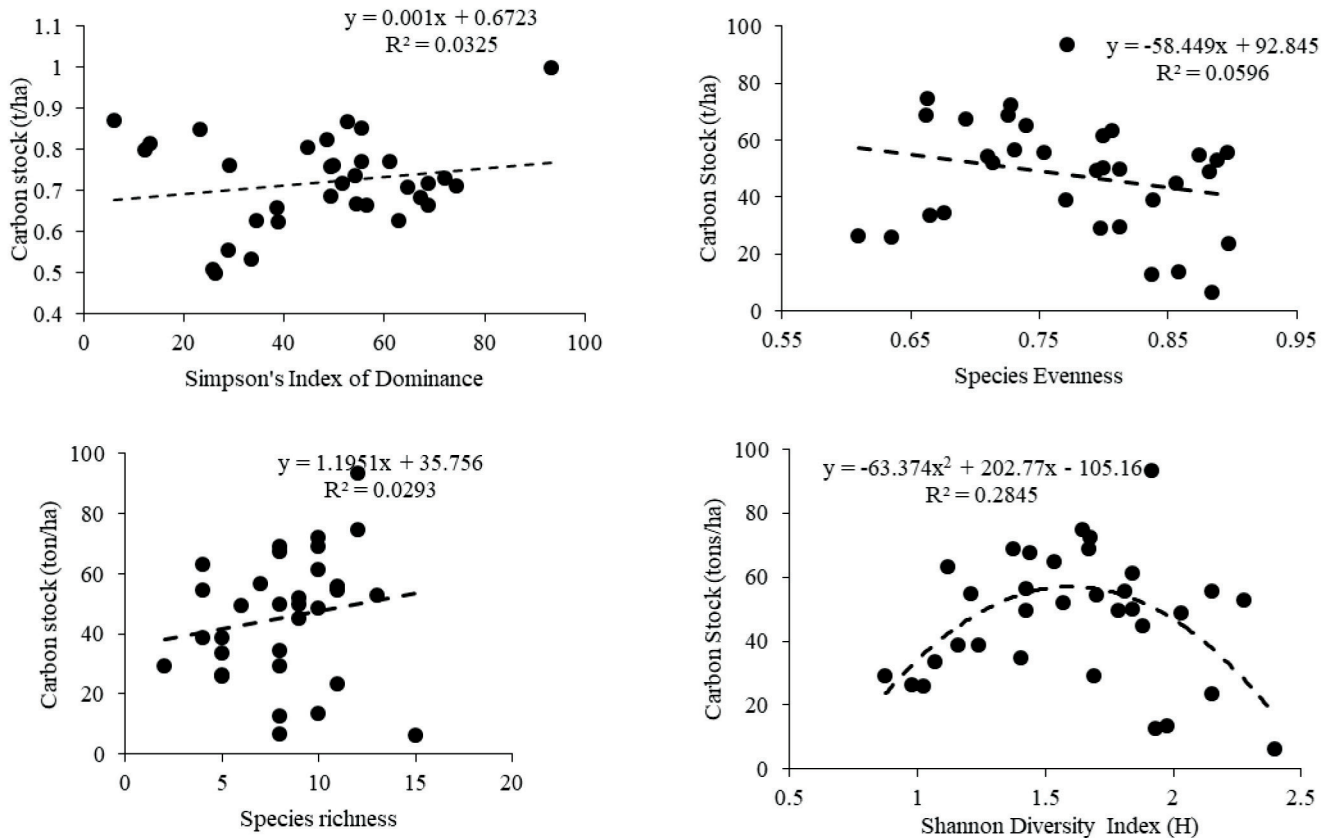 y = 0.001x + 0.6723
R² = 0.0325
Carbon stock (t/ha)
1.1
1
0.9
0.8
0.7
0.6
0.5
0.4
0
20
40
60
80
100
Simpson's Index of Dominance
y = -58.449x + 92.845
R² = 0.0596
Carbon Stock (t/ha)
100
80
60
40
20
0
0.55
0.65
0.75
0.85
0.95
Species Evenness
y = 1.1951x + 35.756
R² = 0.0293
Carbon stock (ton/ha)
100
80
60
40
20
0
0
5
10
15
20
Species richness
y = -63.374x² + 202.77x - 105.16
R² = 0.2845
Carbon Stock (tons/ha)
100
80
60
40
20
0
0.5
1
1.5
2
2.5
Shannon Diversity Index (H)